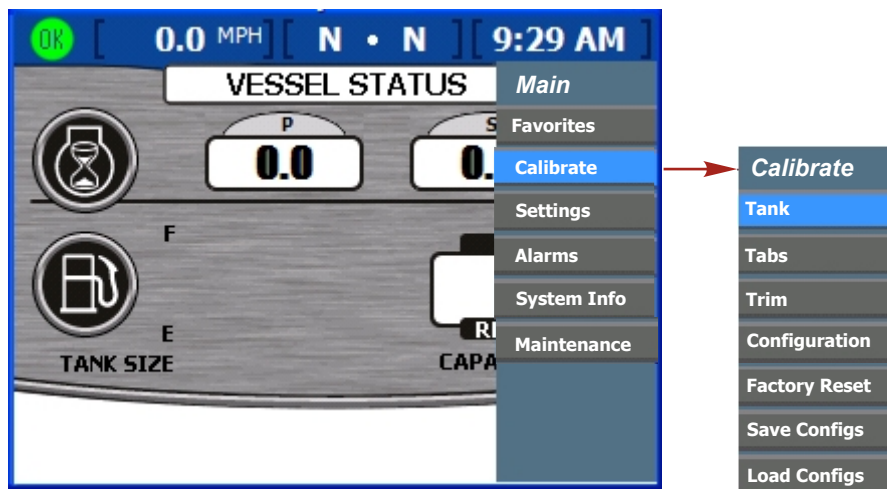 OK [ 0.0 MPH ] [ N • N ] [ 9:29 AM ]
VESSEL STATUS
P
0.0
S
0.
F
E
TANK SIZE
CAPA
Main
Favorites
Calibrate
Settings
Alarms
System Info
Maintenance
Calibrate
Tank
Tabs
Trim
Configuration
Factory Reset
Save Configs
Load Configs